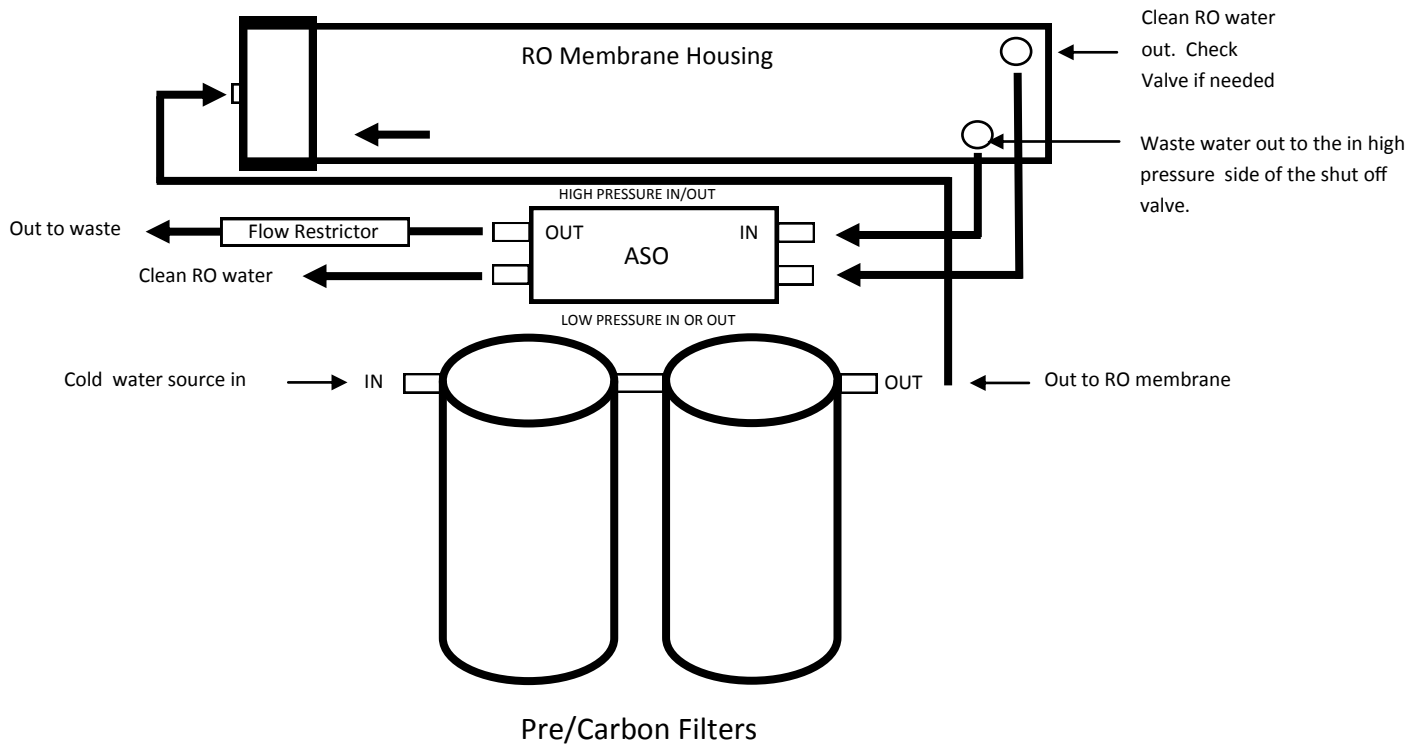 Clean RO water
out. Check
Valve if needed
RO Membrane Housing
Waste water out to the in high
pressure side of the shut off
valve.
HIGH PRESSURE IN/OUT
Out to waste
Flow Restrictor
OUT
IN
ASO
Clean RO water
LOW PRESSURE IN OR OUT
Cold water source in
IN
OUT
Out to RO membrane
Pre/Carbon Filters